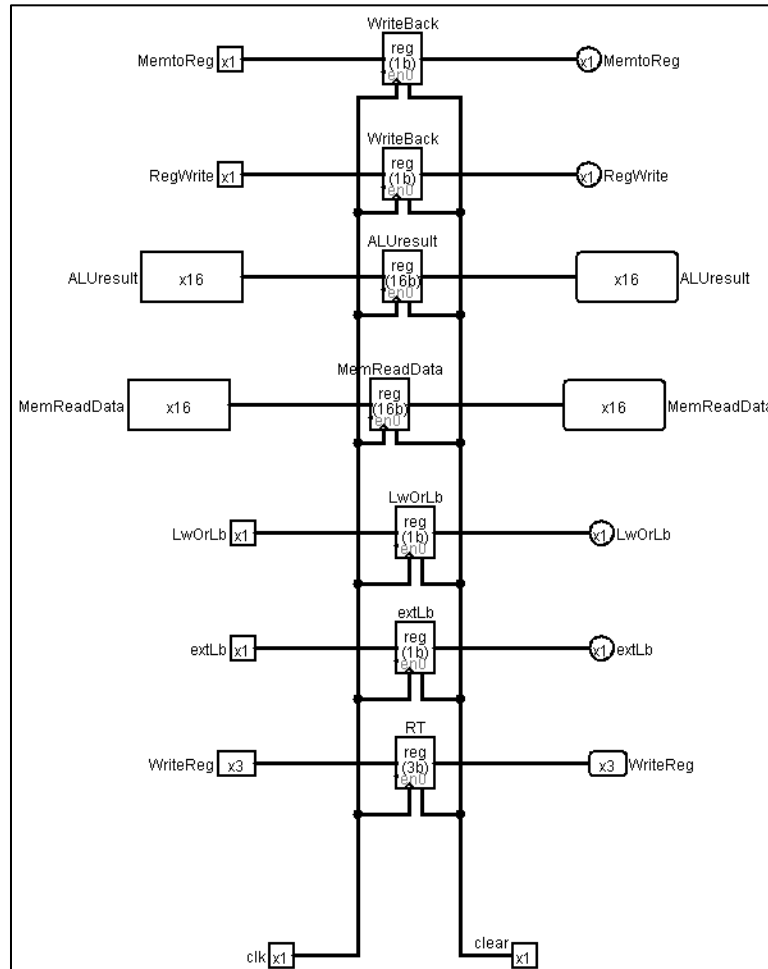 WriteBack
MemtoReg x1 reg x1 MemtoReg
(1b)
en0
WriteBack
RegWrite x1 reg x1 RegWrite
(1b)
en0
ALUresult
ALUresult x16 reg x16 ALUresult
(16b)
en0
MemReadData
MemReadData x16 reg x16 MemReadData
(16b)
en0
LwOrLb
LwOrLb x1 reg x1 LwOrLb
(1b)
en0
extLb
extLb x1 reg x1 extLb
(1b)
en0
RT
WriteReg x3 reg x3 WriteReg
(3b)
en0
clk x1 clear x1